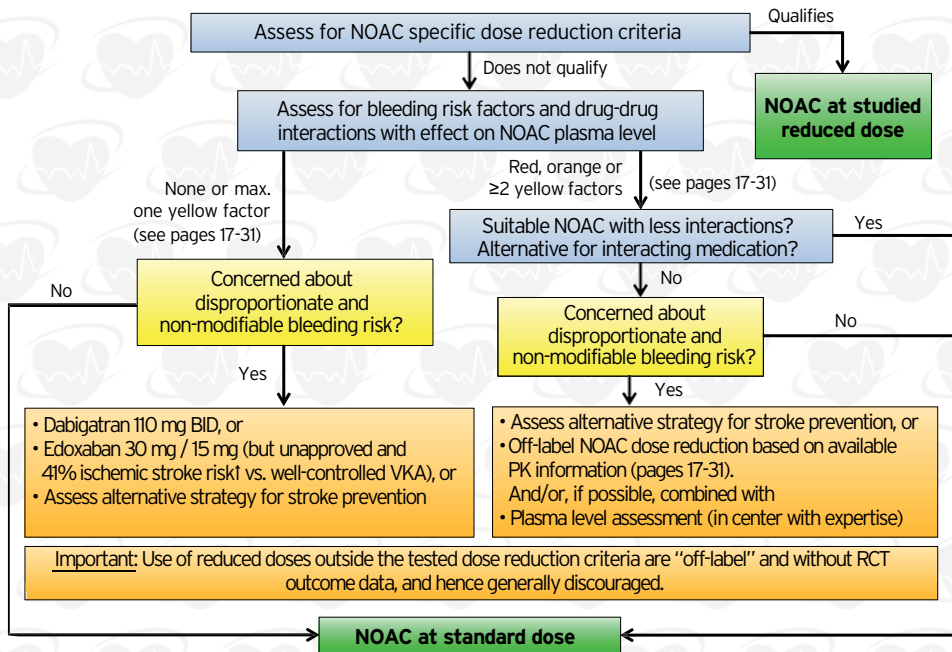 Assess for NOAC specific dose reduction criteria
Qualifies
Does not qualify
NOAC at studied
reduced dose
Assess for bleeding risk factors and drug-drug
interactions with effect on NOAC plasma level
None or max.
one yellow factor
(see pages 17-31)
Red, orange or
≥2 yellow factors
(see pages 17-31)
Suitable NOAC with less interactions?
Alternative for interacting medication?
Yes
No
No
Concerned about
disproportionate and
non-modifiable bleeding risk?
Concerned about
disproportionate and
non-modifiable bleeding risk?
No
Yes
Yes
• Dabigatran 110 mg BID, or
• Edoxaban 30 mg / 15 mg (but unapproved and
41% ischemic stroke risk↑ vs. well-controlled VKA), or
• Assess alternative strategy for stroke prevention
• Assess alternative strategy for stroke prevention, or
• Off-label NOAC dose reduction based on available
PK information (pages 17-31).
And/or, if possible, combined with
• Plasma level assessment (in center with expertise)
Important: Use of reduced doses outside the tested dose reduction criteria are “off-label” and without RCT
outcome data, and hence generally discouraged.
NOAC at standard dose